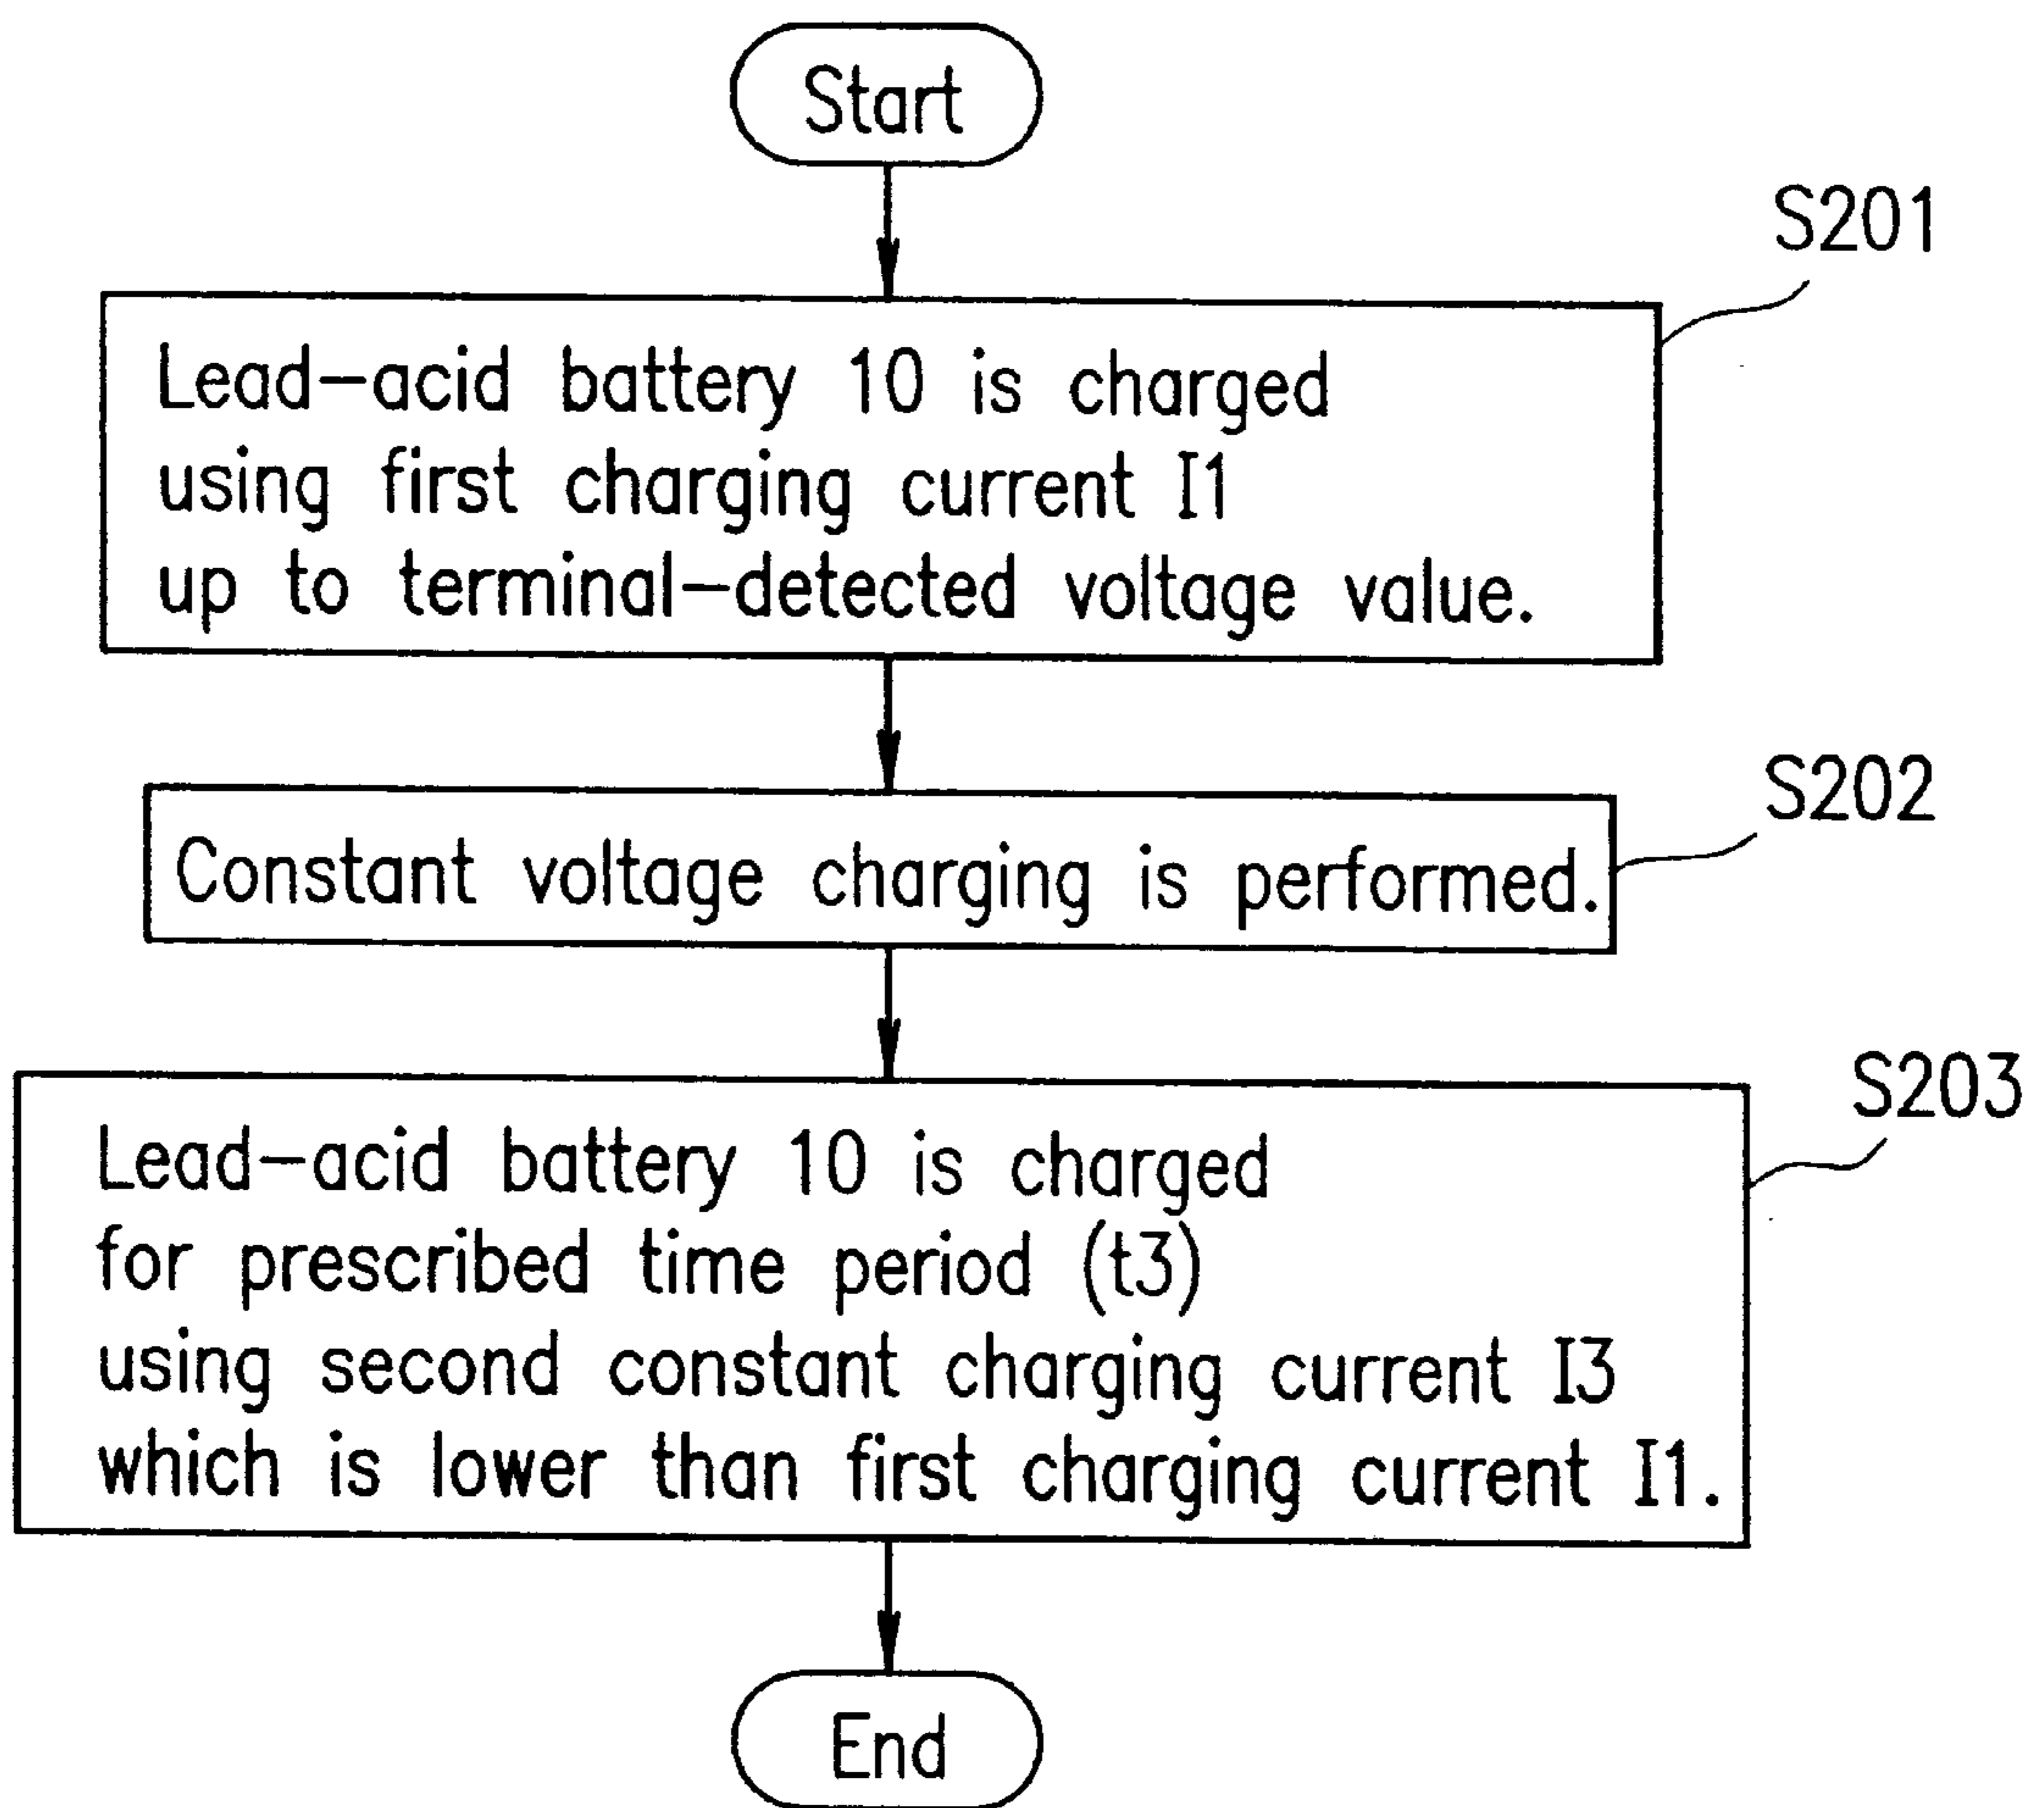 Start
S201
Lead-acid battery 10 is charged
using first charging current I1
up to terminal-detected voltage value.
S202
Constant voltage charging is performed.
S203
Lead-acid battery 10 is charged
for prescribed time period (t3)
using second constant charging current I3
which is lower than first charging current I1.
End